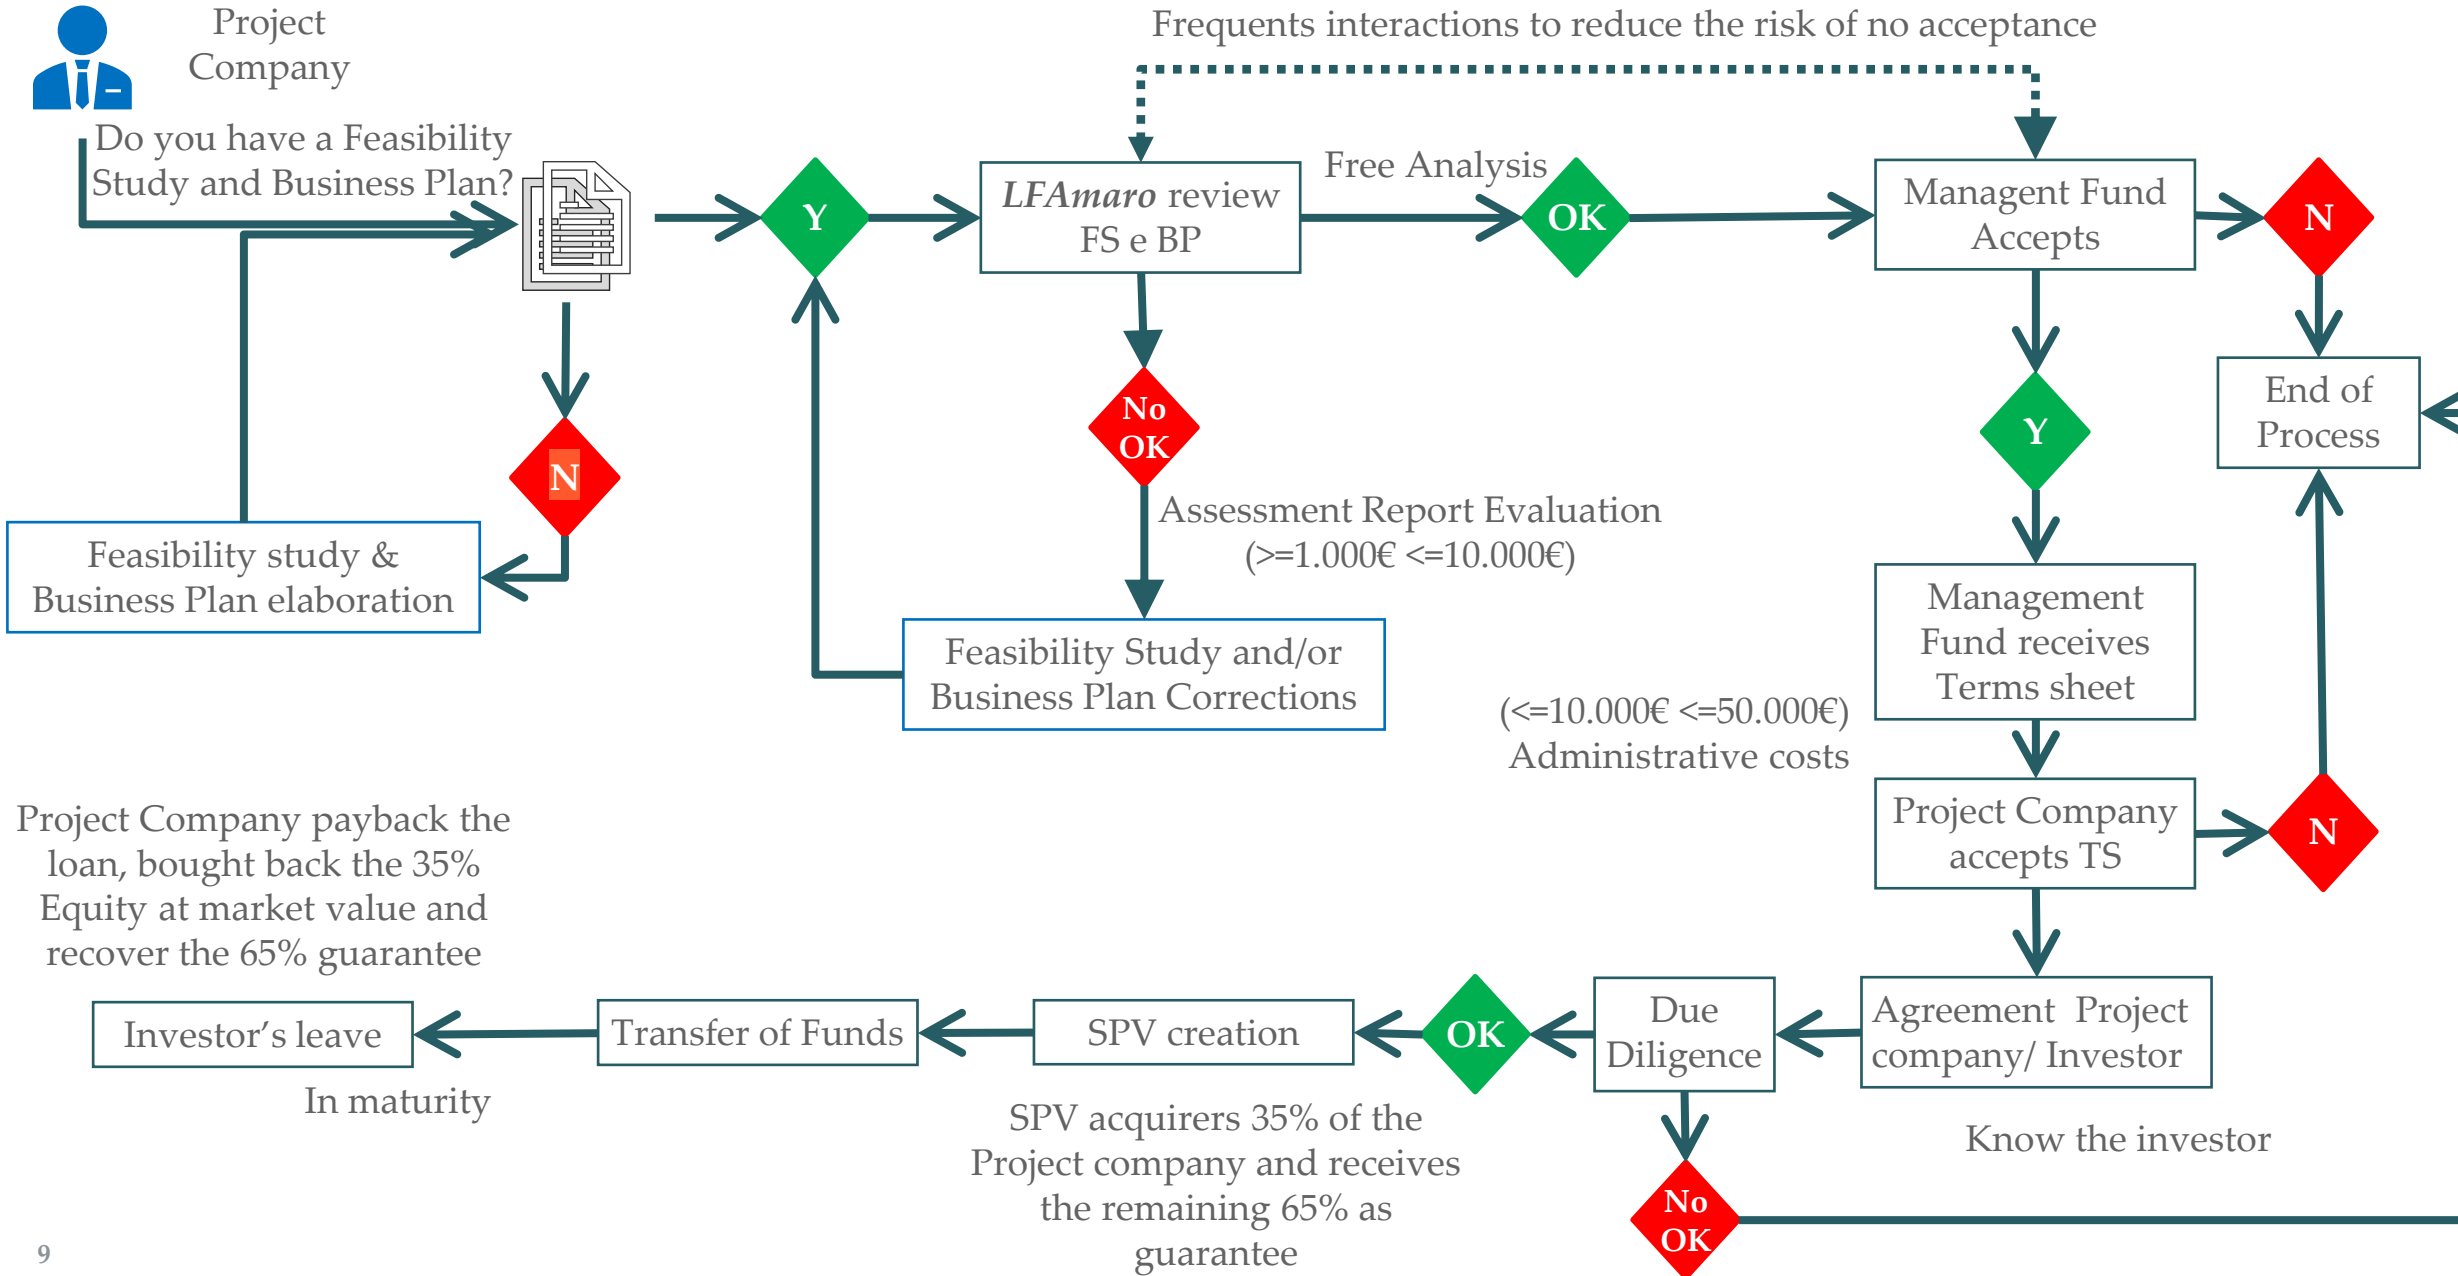 Project
Company
Frequents interactions to reduce the risk of no acceptance
Do you have a Feasibility
Study and Business Plan?
Y
LFAmaro review
FS e BP
Free Analysis
OK
Managent Fund
Accepts
N
N
No
OK
Y
End of
Process
Feasibility study &
Business Plan elaboration
Assessment Report Evaluation
(>=1.000€ <=10.000€)
Feasibility Study and/or
Business Plan Corrections
Management
Fund receives
Terms sheet
(<=10.000€ <=50.000€)
Administrative costs
Project Company
accepts TS
N
Project Company payback the
loan, bought back the 35%
Equity at market value and
recover the 65% guarantee
Investor’s leave
In maturity
Transfer of Funds
SPV creation
OK
Due
Diligence
Agreement  Project
company/ Investor
SPV acquirers 35% of the
Project company and receives
the remaining 65% as
guarantee
Know the investor
No
OK
9